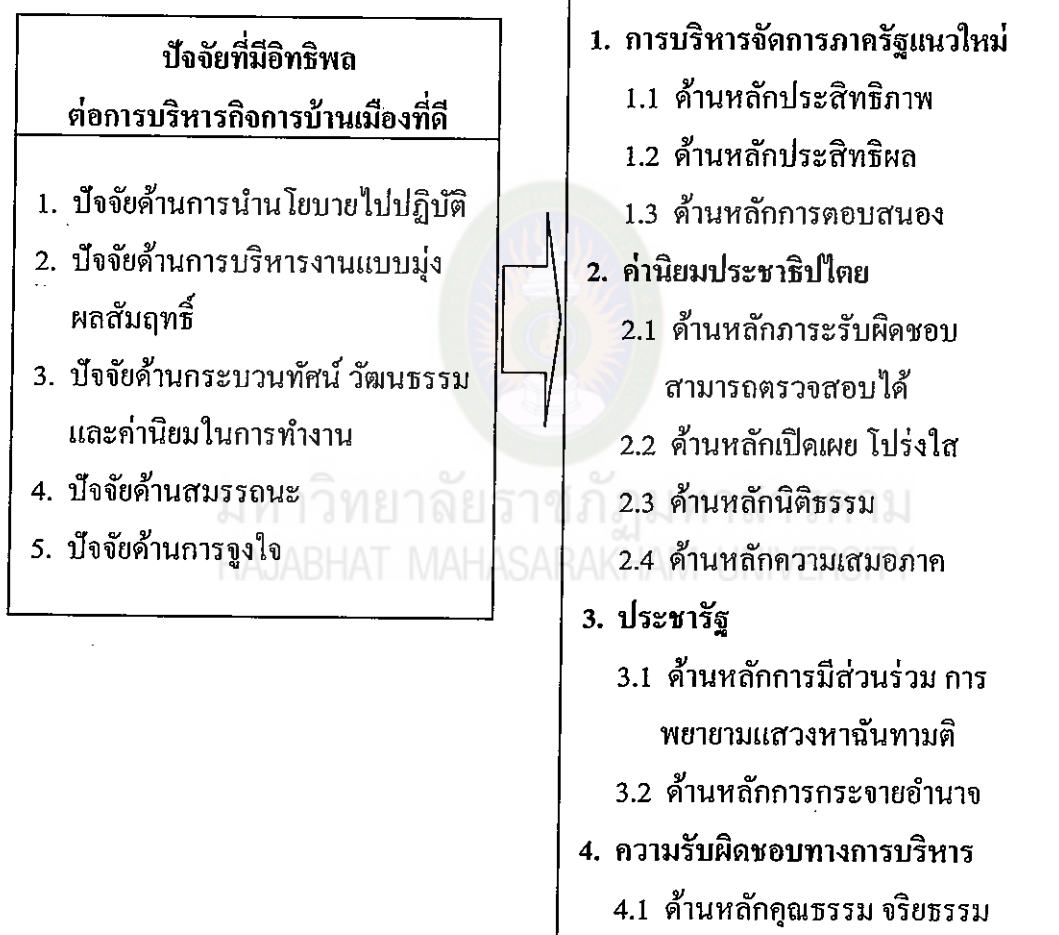 ปัจจัยที่มีอิทธิพล
ต่อการบริหารกิจการบ้านเมืองที่ดี
1. ปัจจัยด้านการนำนโยบายไปปฏิบัติ
2. ปัจจัยด้านการบริหารงานแบบมุ่ง
ผลสัมฤทธิ์
3. ปัจจัยด้านกระบวนทัศน์ วัฒนธรรม
และค่านิยมในการทำงาน
4. ปัจจัยด้านสมรรถนะ
5. ปัจจัยด้านการจูงใจ
1. การบริหารจัดการภาครัฐแนวใหม่
1.1 ด้านหลักประสิทธิภาพ
1.2 ด้านหลักประสิทธิผล
1.3 ด้านหลักการตอบสนอง
2. ค่านิยมประชาธิปไตย
2.1 ด้านหลักภาระรับผิดชอบ
สามารถตรวจสอบได้
2.2 ด้านหลักเปิดเผย โปร่งใส
2.3 ด้านหลักนิติธรรม
2.4 ด้านหลักความเสมอภาค
3. ประชารัฐ
3.1 ด้านหลักการมีส่วนร่วม การ
พยายามแสวงหาฉันทามติ
3.2 ด้านหลักการกระจายอำนาจ
4. ความรับผิดชอบทางการบริหาร
4.1 ด้านหลักคุณธรรม จริยธรรม
มหาวิทยาลัยราชภัฏมหาสารคาม
RAJABHAT MAHASARAKHAM UNIVERSITY